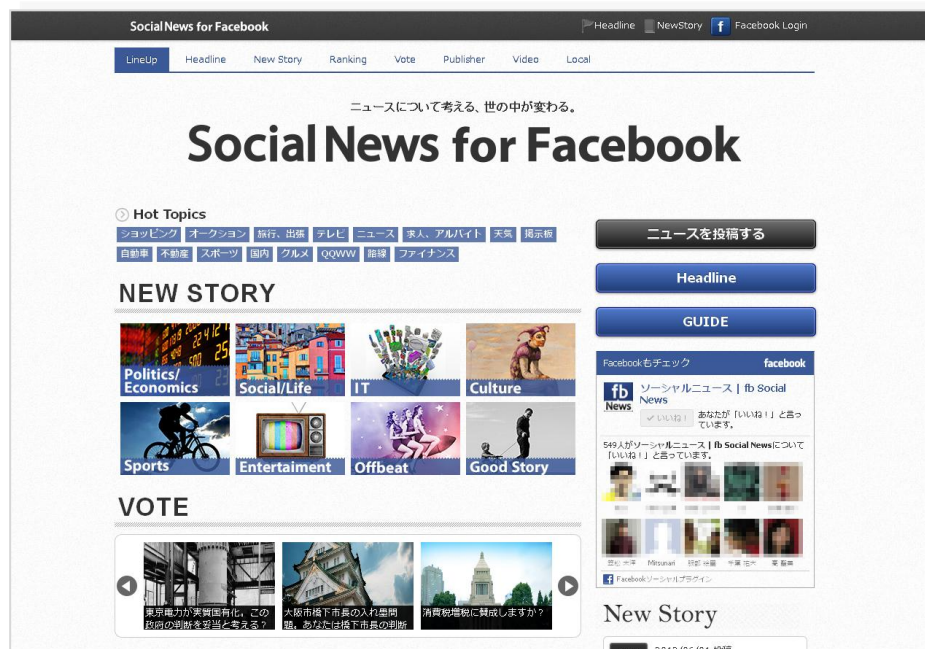 Social News for Facebook
Headline NewStory Facebook Login
LineUp Headline New Story Ranking Vote Publisher Video Local
ニュースについて考える、世の中が変わる。
Social News for Facebook
Hot Topics
ショッピング オークション 旅行、出張 テレビ ニュース 求人、アルバイト 天気 掲示板
自動車 不動産 スポーツ 国内 グルメ QQWW 路線 ファイナンス
ニュースを投稿する
Headline
GUIDE
NEW STORY
Politics/
Economics
Social/Life
IT
Culture
Sports
Entertaiment
Offbeat
Good Story
Facebookもチェック facebook
fb
News
ソーシャルニュース | fb Social
News
いいね！
あなたが「いいね！」と言っ
ています。
549人がソーシャルニュース | fb Social Newsについて
「いいね！」と言っています。
Mitsunari
Facebookソーシャルプラグイン
VOTE
東京電力が実質国有化。この
政府の判断を妥当と考える？
大阪市橋下市長の入れ墨問
題。あなたは橋下市長の判断
消費税増税に賛成しますか？
New Story